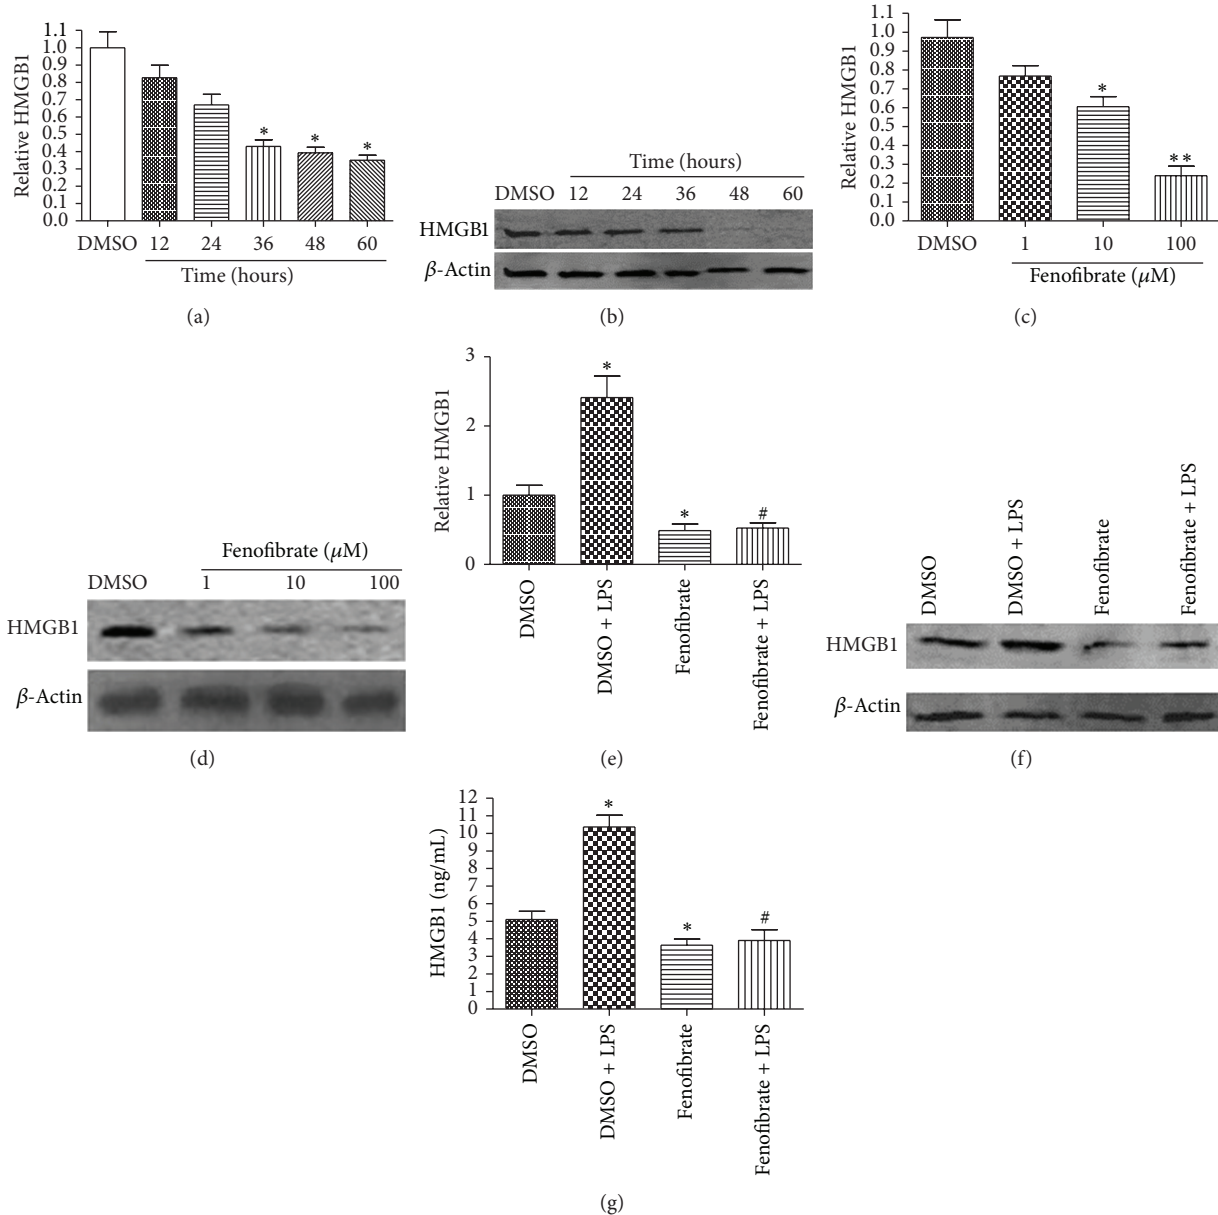 Relative HMGB1
1.1
1.0
0.9
0.8
0.7
0.6
0.5
0.4
0.3
0.2
0.1
0.0
* * *
DMSO 12 24 36 48 60
Time (hours)
(a)
Time (hours)
DMSO 12 24 36 48 60
HMGB1
β-Actin
(b)
Relative HMGB1
1.1
1.0
0.9
0.8
0.7
0.6
0.5
0.4
0.3
0.2
0.1
0.0
*
**
DMSO 1 10 100
Fenofibrate (μM)
(c)
Fenofibrate (μM)
DMSO 1 10 100
HMGB1
β-Actin
(d)
Relative HMGB1
3
2
1
0
*
*
#
DMSO
DMSO + LPS
Fenofibrate
Fenofibrate + LPS
(e)
DMSO
DMSO + LPS
Fenofibrate
Fenofibrate + LPS
HMGB1
β-Actin
(f)
HMGB1 (ng/mL)
12
11
10
9
8
7
6
5
4
3
2
1
0
*
*
#
DMSO
DMSO + LPS
Fenofibrate
Fenofibrate + LPS
(g)